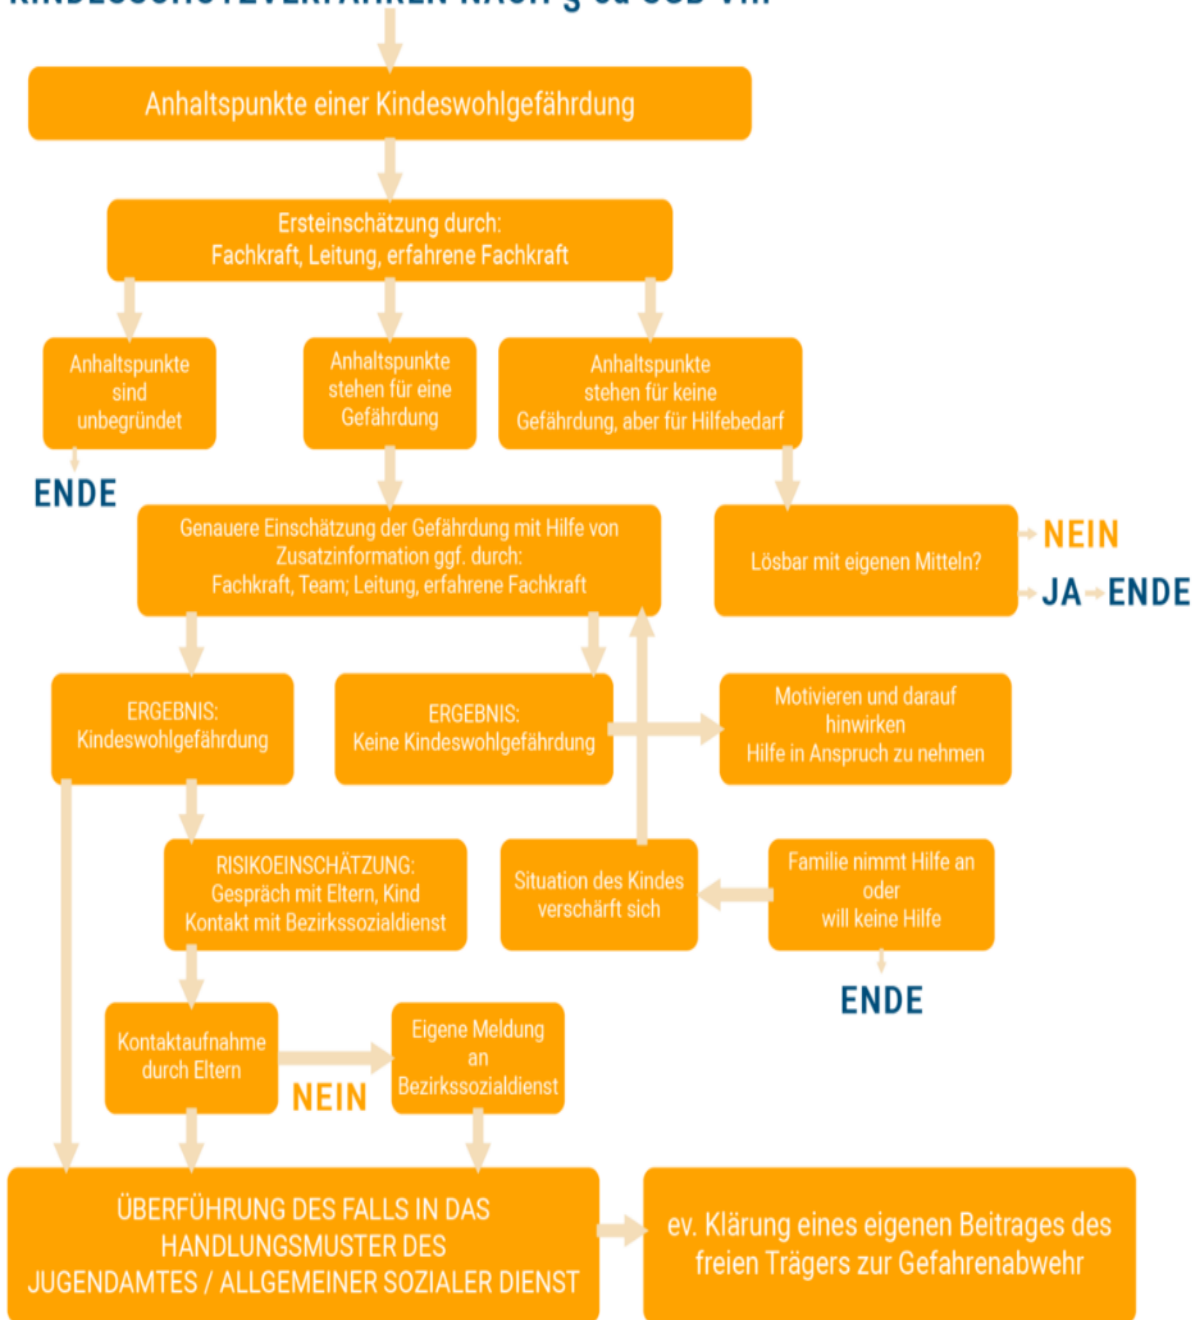 Anhaltspunkte einer Kindeswohlgefährdung
Ersteinschätzung durch:
Fachkraft, Leitung, erfahrene Fachkraft
Anhaltspunkte
sind
unbegründet
Anhaltspunkte
stehen für eine
Gefährdung
Anhaltspunkte
stehen für keine
Gefährdung, aber für Hilfebedarf
ENDE
Genauere Einschätzung der Gefährdung mit Hilfe von
Zusatzinformation ggf. durch:
Fachkraft, Team; Leitung, erfahrene Fachkraft
Lösbar mit eigenen Mitteln?
NEIN
JA
ENDE
ERGEBNIS:
Kindeswohlgefährdung
ERGEBNIS:
Keine Kindeswohlgefährdung
Motivieren und darauf
hinwirken
Hilfe in Anspruch zu nehmen
RISIKOEINSCHÄTZUNG:
Gespräch mit Eltern, Kind
Kontakt mit Bezirkssozialdienst
Situation des Kindes
verschärft sich
Familie nimmt Hilfe an
oder
will keine Hilfe
ENDE
Kontaktaufnahme
durch Eltern
NEIN
Eigene Meldung
an
Bezirkssozialdienst
ÜBERFÜHRUNG DES FALLS IN DAS
HANDLUNGSMUSTER DES
JUGENDAMTES / ALLGEMEINER SOZIALER DIENST
ev. Klärung eines eigenen Beitrages des
freien Trägers zur Gefahrenabwehr